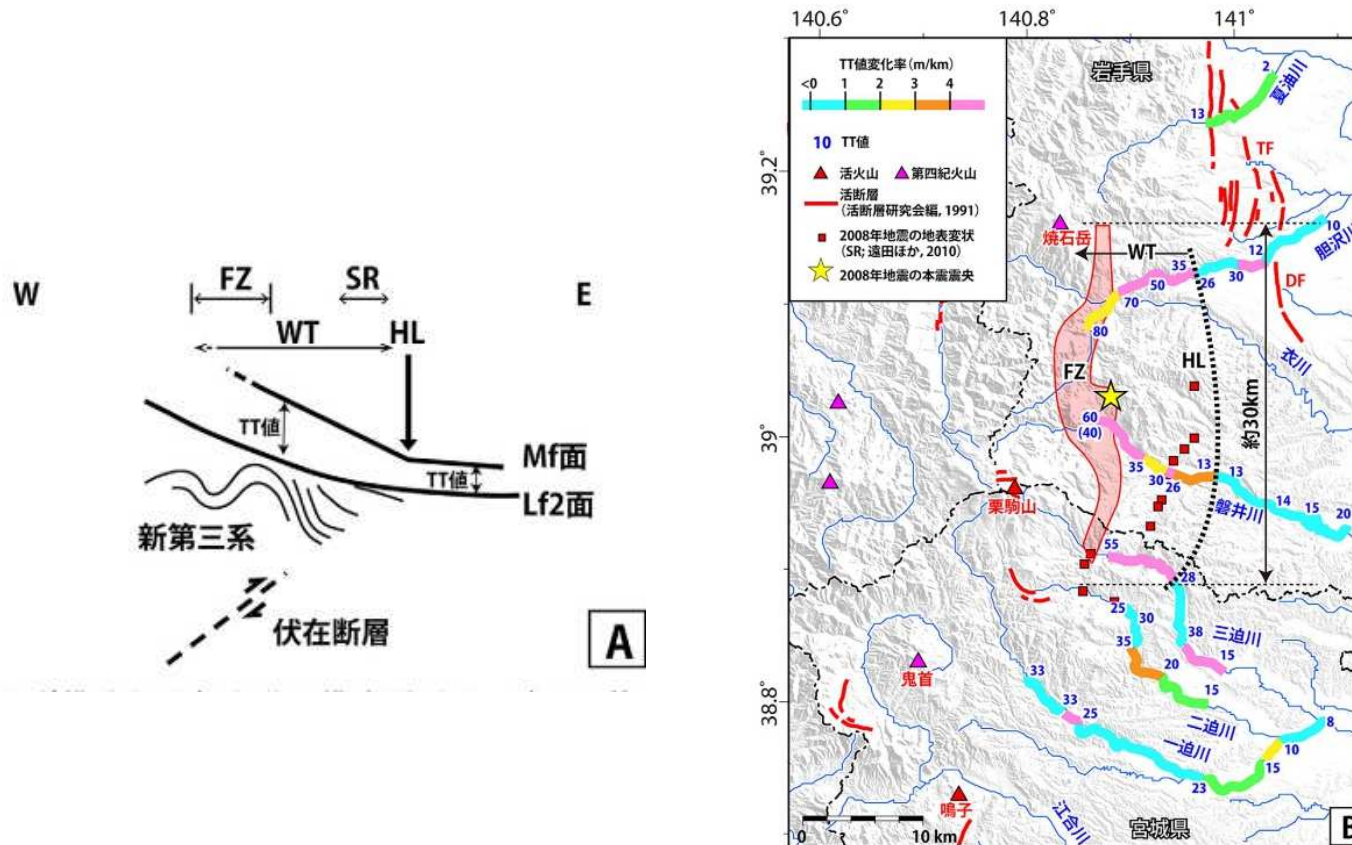 W
FZ
SR
E
WT
HL
TT値
Mf面
TT値
Lf2面
新第三系
伏在断層
A
140.6°
140.8°
141°
TT値変化率(m/km)
<0
1
2
3
4
10 TT値
活火山 第四紀火山
活断層
(活断層研究会編, 1991)
2008年地震の地表変状
(SR; 遠田ほか, 2010)
2008年地震の本震震央
岩手県
2
夏油川
13
TF
39.2°
焼石岳
WT
10
胆沢川
12
35
30
26
50
70
80
DF
衣川
FZ
HL
約30km
60
(40)
39°
35
30
26
13
13
14
15
20
磐井川
栗駒山
55
28
25
30
35
38
三迫川
15
20
15
二迫川
鬼首
33
33
25
一迫川
8
10
15
23
38.8°
鳴子
江合川
宮城県
0
10 km
B